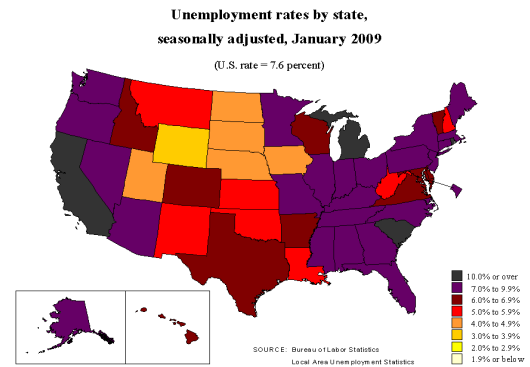 Unemployment rates by state,
seasonally adjusted, January 2009
(U.S. rate = 7.6 percent)
10.0% or over
7.0% to 9.9%
6.0% to 6.9%
5.0% to 5.9%
4.0% to 4.9%
3.0% to 3.9%
2.0% to 2.9%
1.9% or below
SOURCE: Bureau of Labor Statistics
Local Area Unemployment Statistics